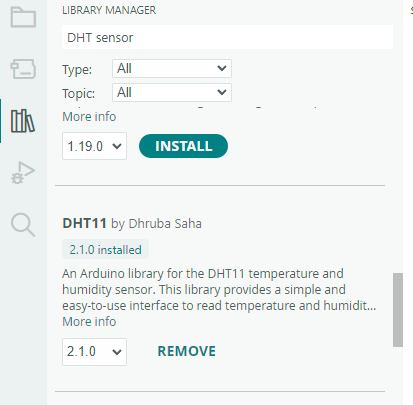 LIBRARY MANAGER
DHT sensor
Type: All
Topic: All
More info
1.19.0 INSTALL
DHT11 by Dhruba Saha
2.1.0 installed
An Arduino library for the DHT11 temperature and
humidity sensor. This library provides a simple and
easy-to-use interface to read temperature and humidit...
More info
2.1.0 REMOVE